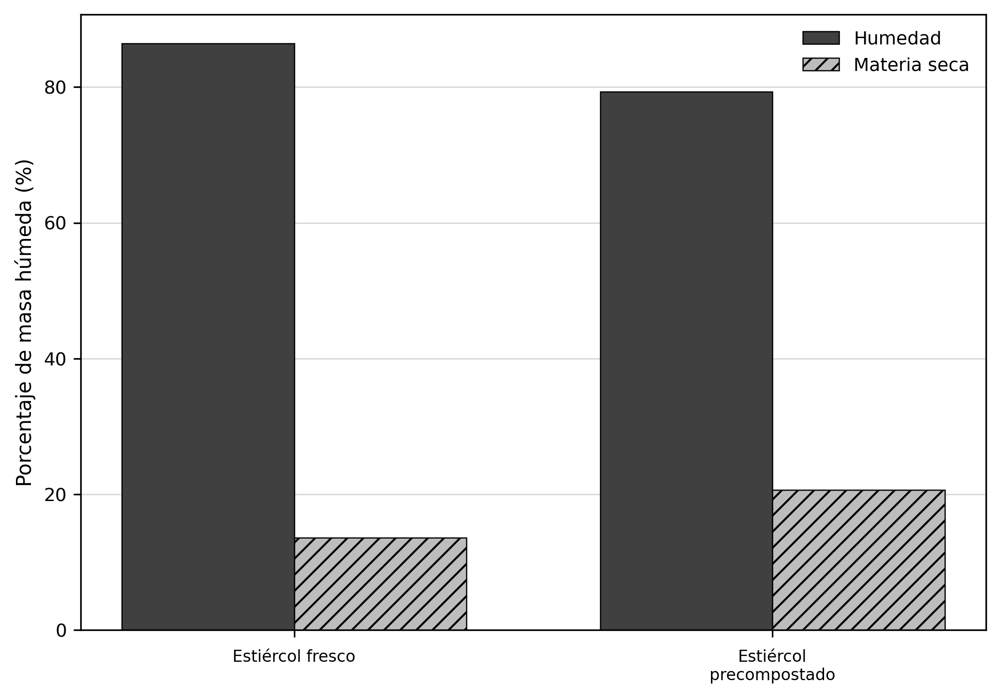 Humedad
Materia seca
Porcentaje de masa húmeda (%)
80
60
40
20
0
Estiércol fresco
Estiércol
precompostado